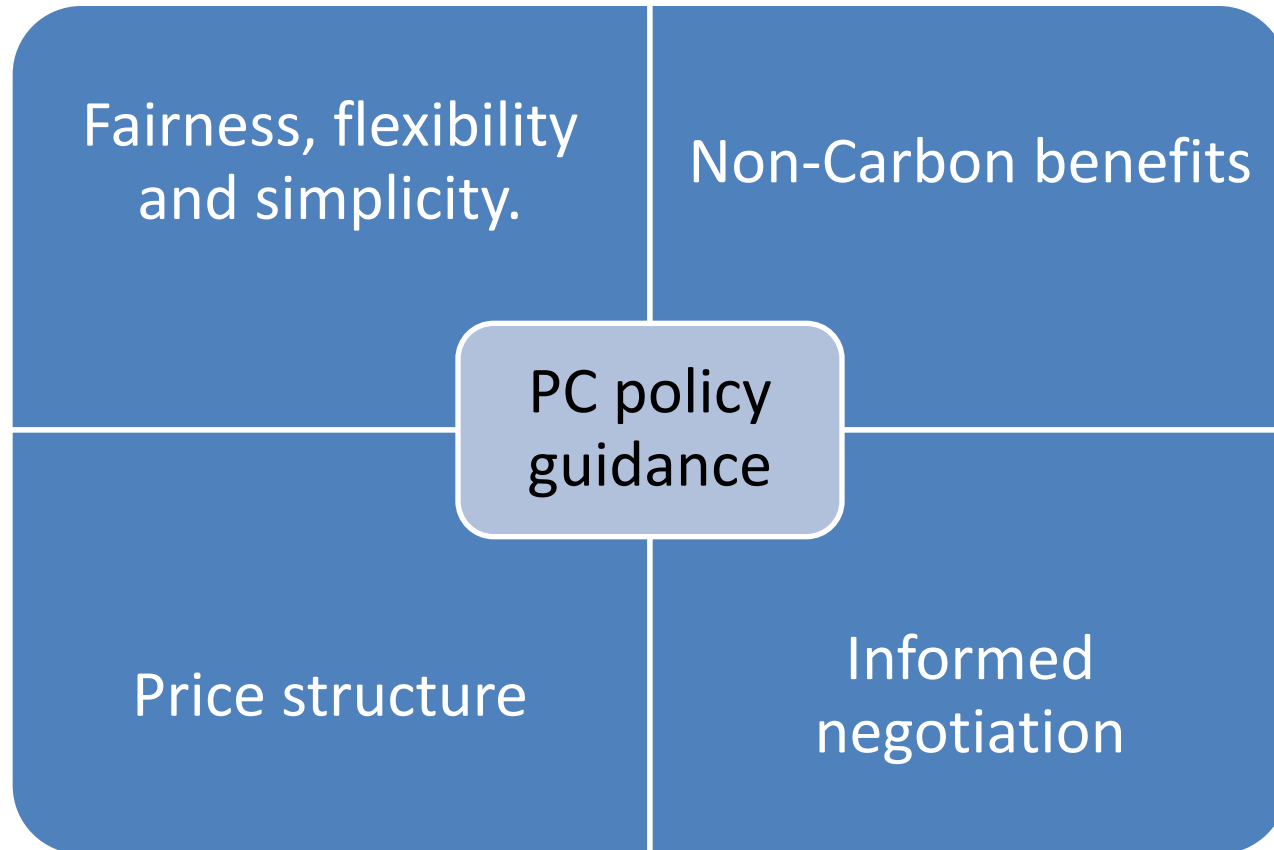 Fairness, flexibility
and simplicity.
Non-Carbon benefits
PC policy
guidance
Price structure
Informed
negotiation